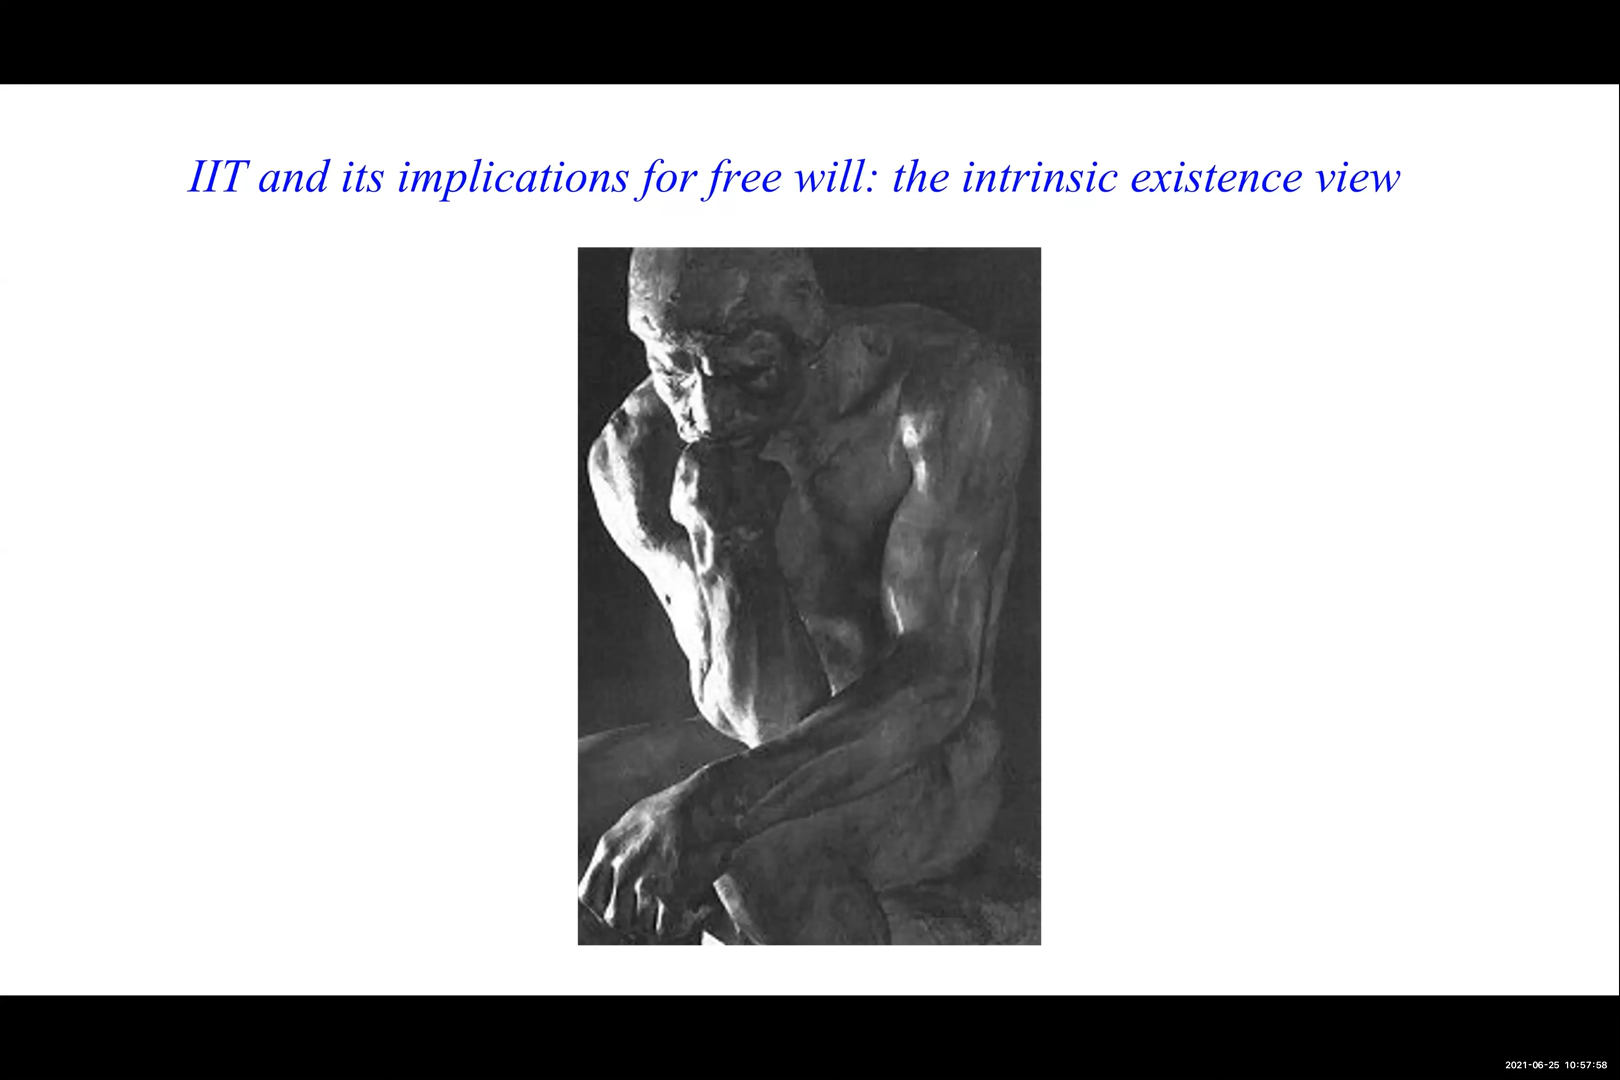 IIT and its implications for free will: the intrinsic existence view
2021-06-25 10:57:58